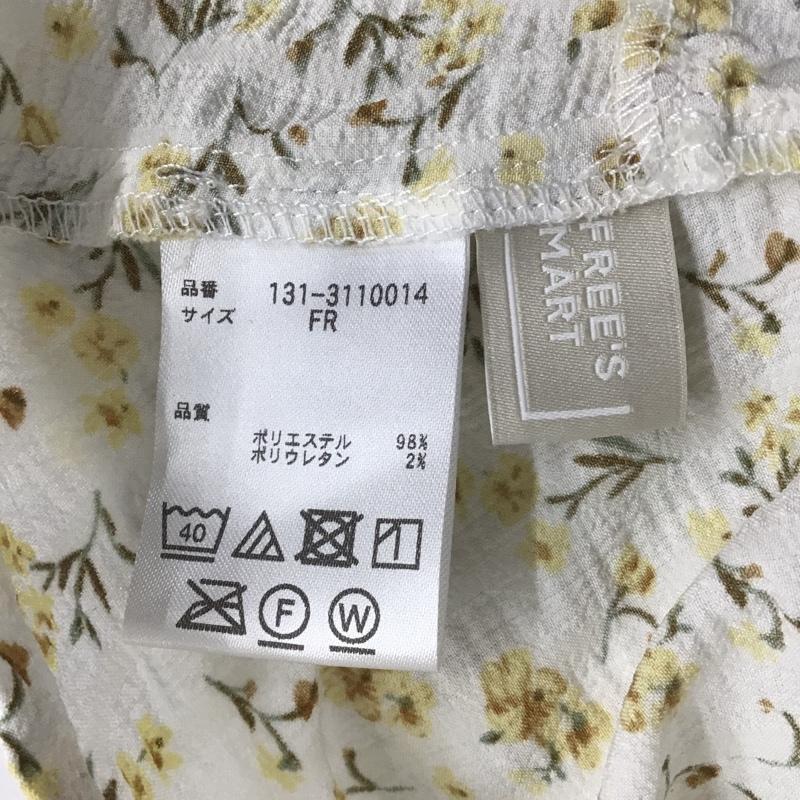 品番 131-3110014
サイズ FR
品質
ポリエステル 98%
ポリウレタン 2%
40
F
W
FREE'S
MART